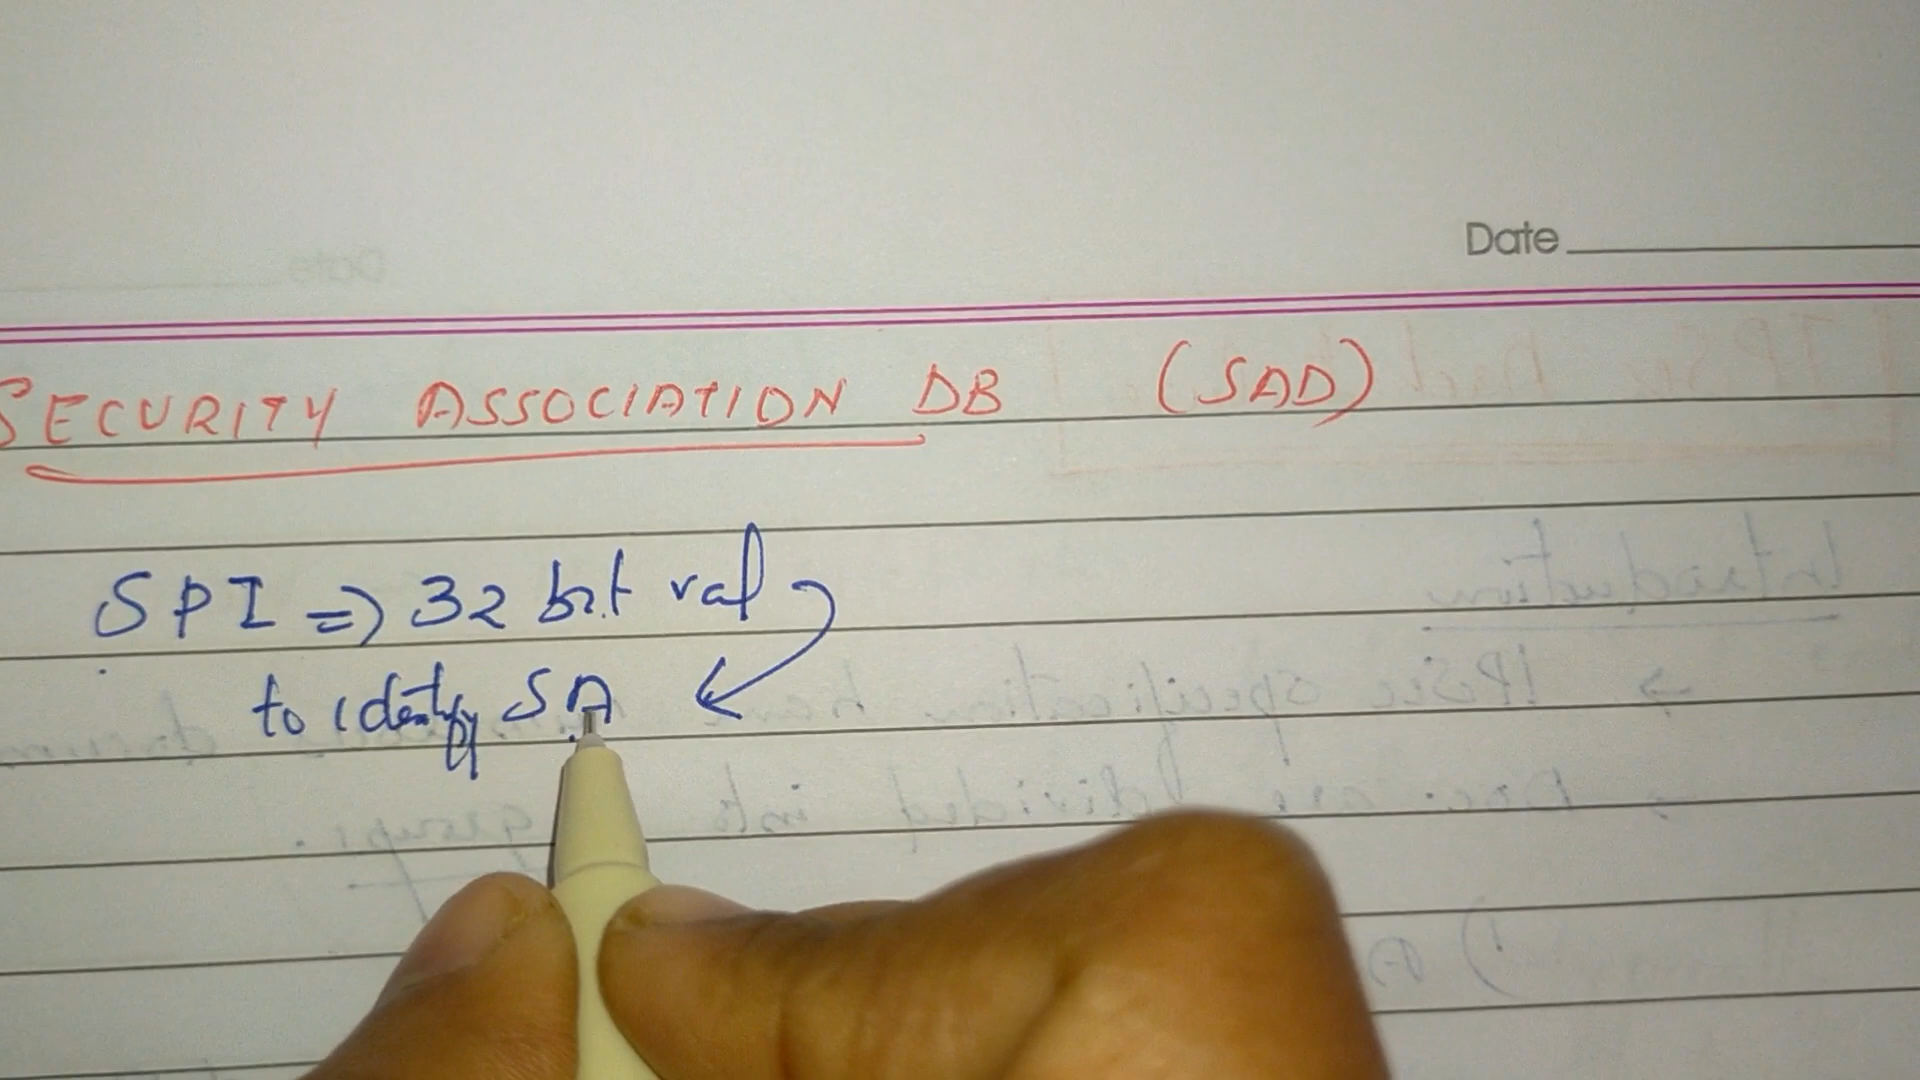 Date
SECURITY ASSOCIATION DB (SAD)
SPI => 32 bit val
to identify SA